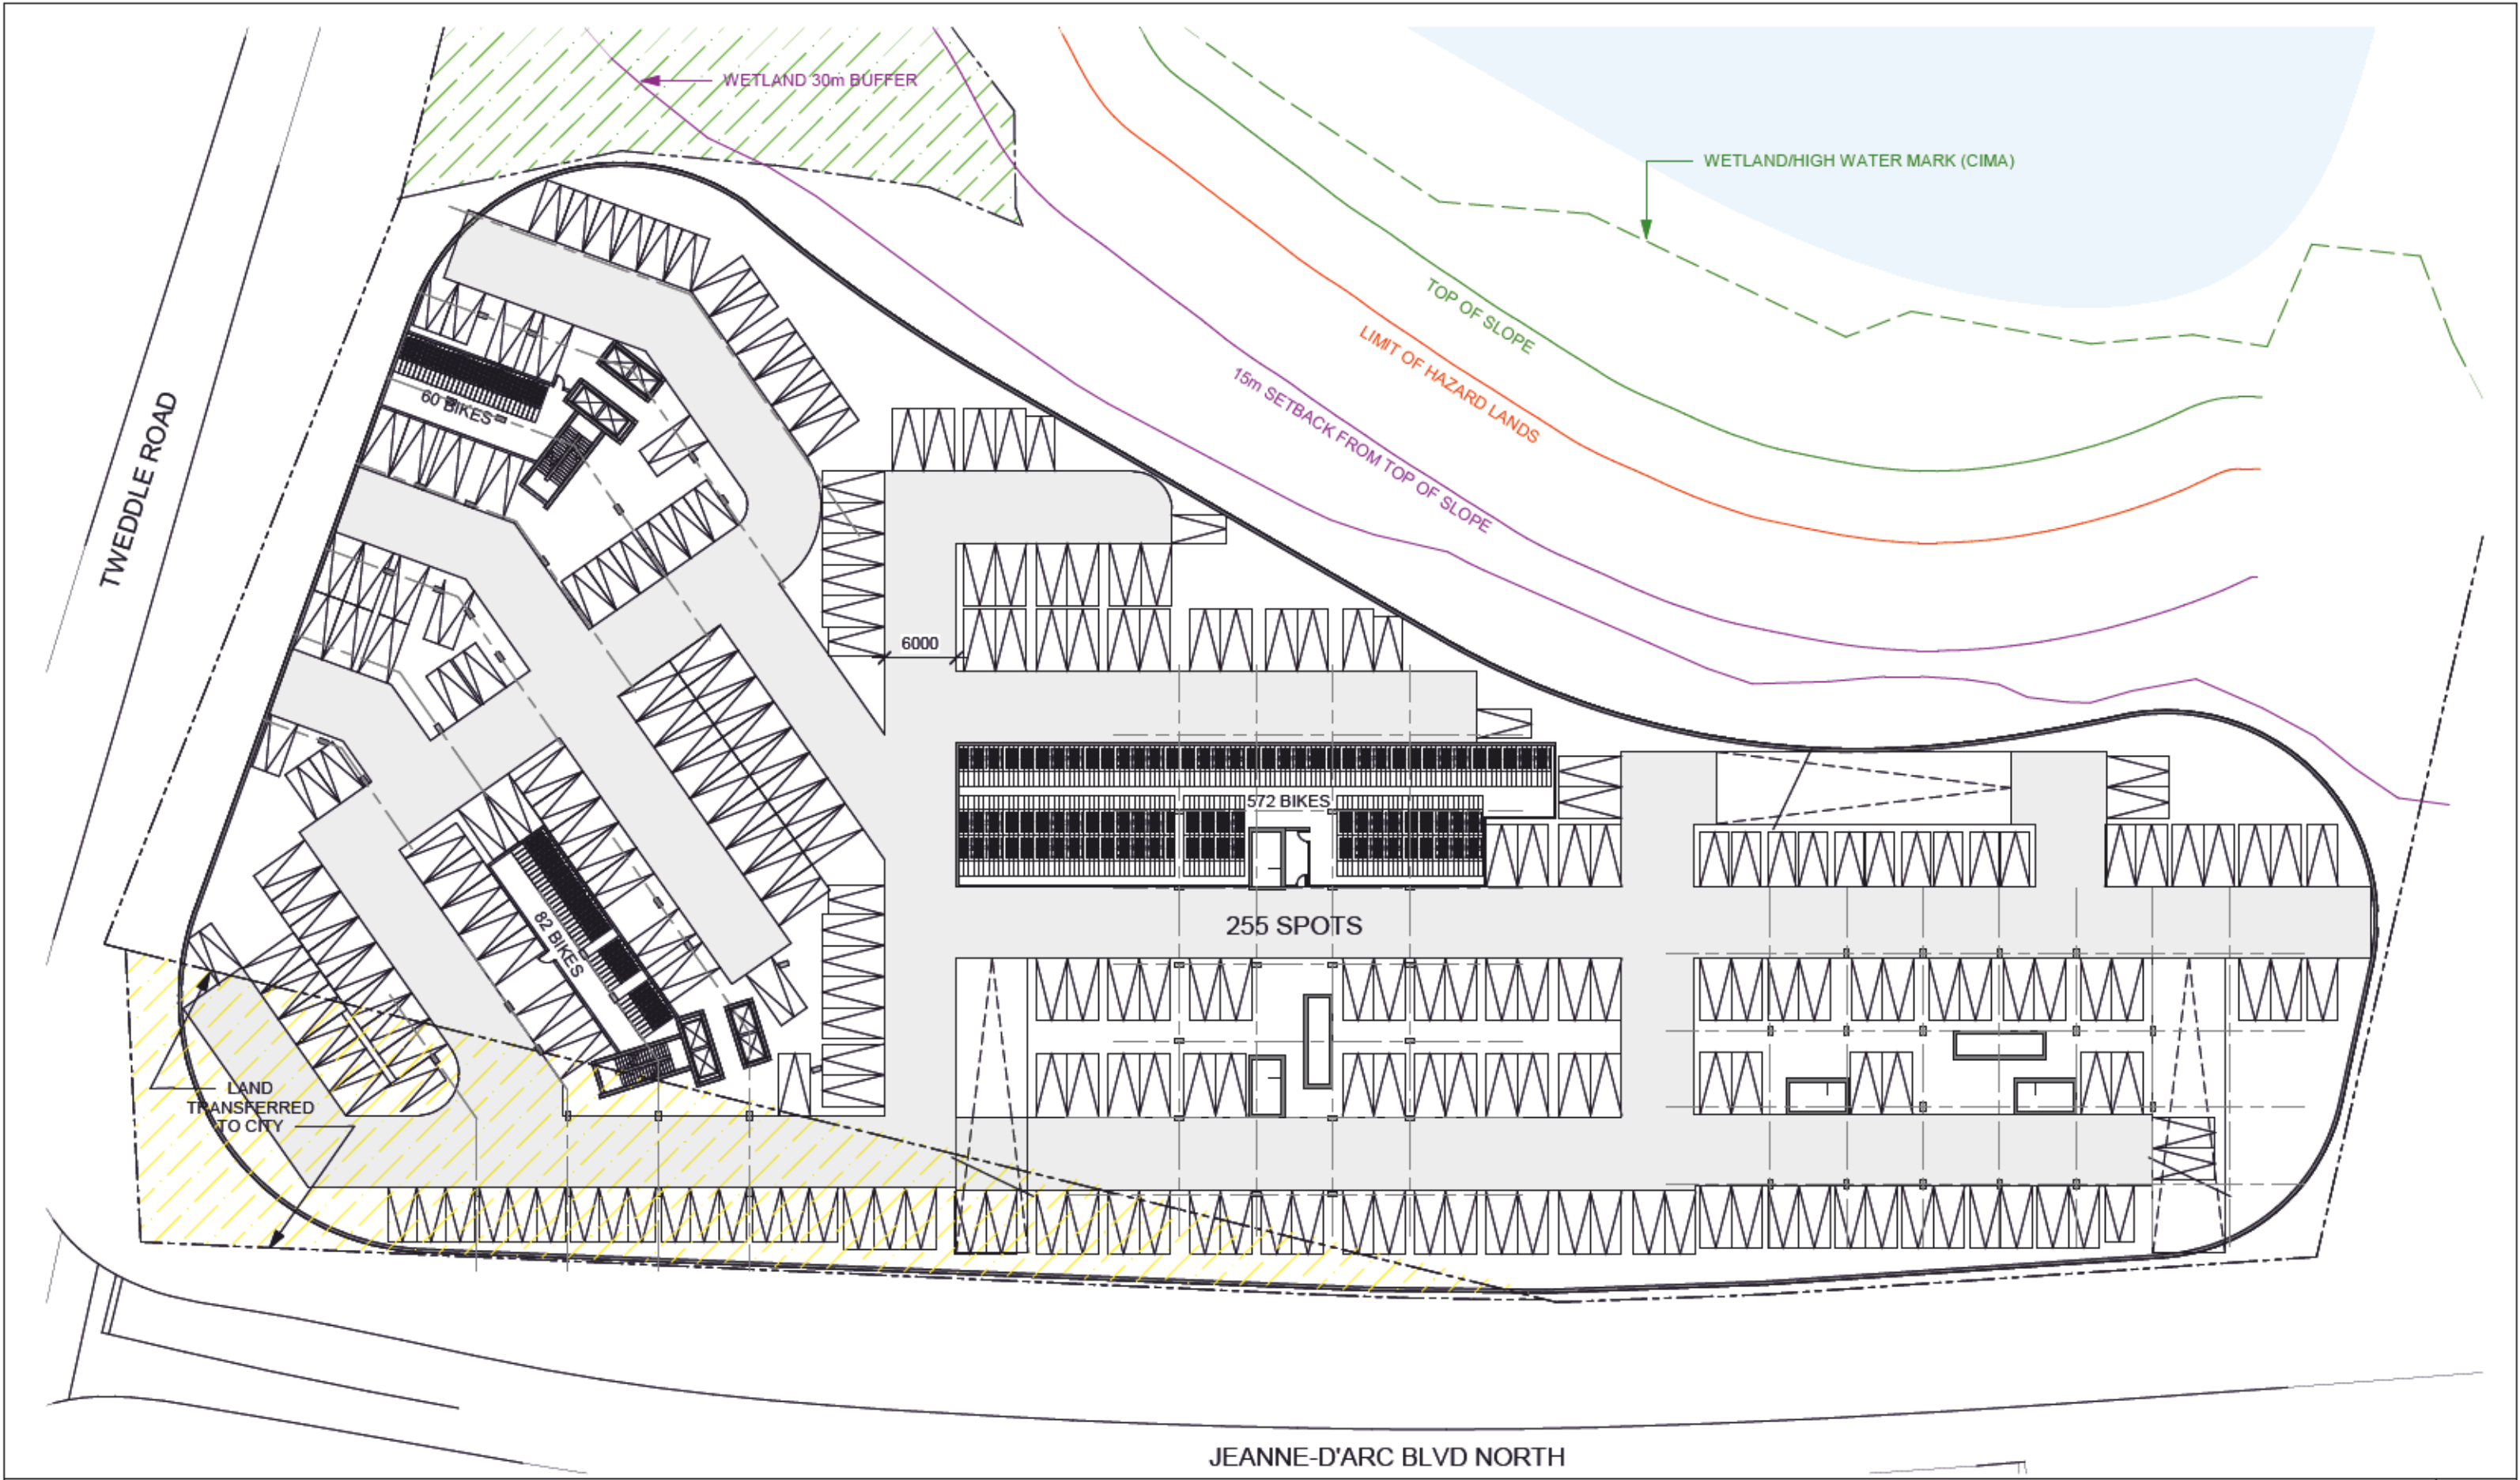 WETLAND 30m BUFFER
WETLAND/HIGH WATER MARK (CIMA)
TOP OF SLOPE
LIMIT OF HAZARD LANDS
15m SETBACK FROM TOP OF SLOPE
TWEDDLE ROAD
60 BIKES
6000
572 BIKES
255 SPOTS
82 BIKES
LAND
TRANSFERRED
TO CITY
JEANNE-D'ARC BLVD NORTH